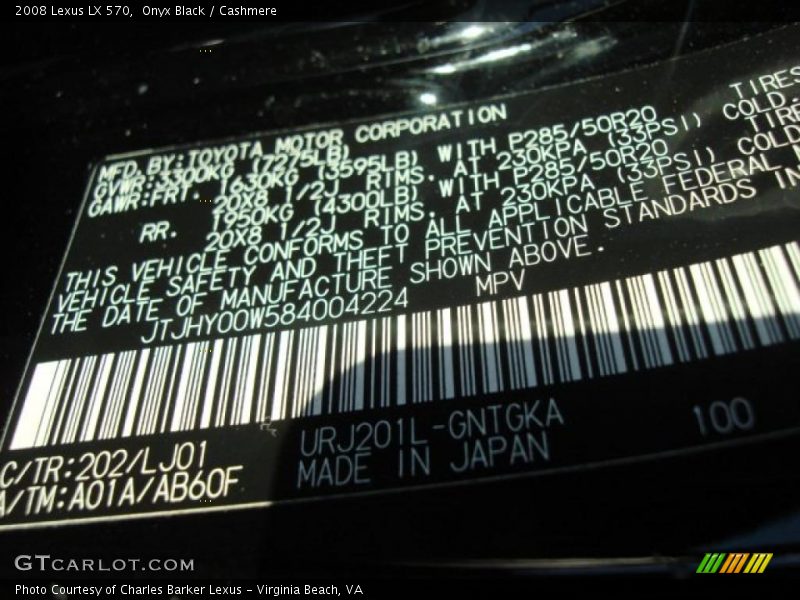 2008 Lexus LX 570,  Onyx Black / Cashmere
MFD. BY: TOYOTA MOTOR CORPORATION
GVWR: 3300KG (7275LB)
GAWR: FRT. 1630KG (3595LB) WITH P285/50R20 TIRES
20X8 1/2J RIMS. AT 230KPA (33PSI) COLD.
RR. 1950KG (4300LB) WITH P285/50R20 TIRE
20X8 1/2J RIMS. AT 230KPA (33PSI) COLD
THIS VEHICLE CONFORMS TO ALL APPLICABLE FEDERAL
VEHICLE SAFETY AND THEFT PREVENTION STANDARDS IN
THE DATE OF MANUFACTURE SHOWN ABOVE.
JTJHY00W584004224 MPV
C/TR: 202/LJ01 URJ201L-GNTGKA 100
A/TM: A01A/AB60F MADE IN JAPAN
GTCARLOT.COM
Photo Courtesy of Charles Barker Lexus – Virginia Beach, VA